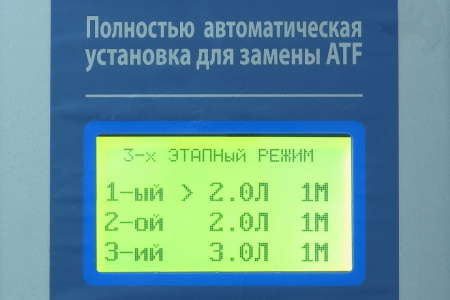 Полностью автоматическая
установка для замены ATF
3-х ЭТАПНЫЙ РЕЖИМ
1-ый > 2.0Л 1М
2-ой 2.0Л 1М
3-ий 3.0Л 1М